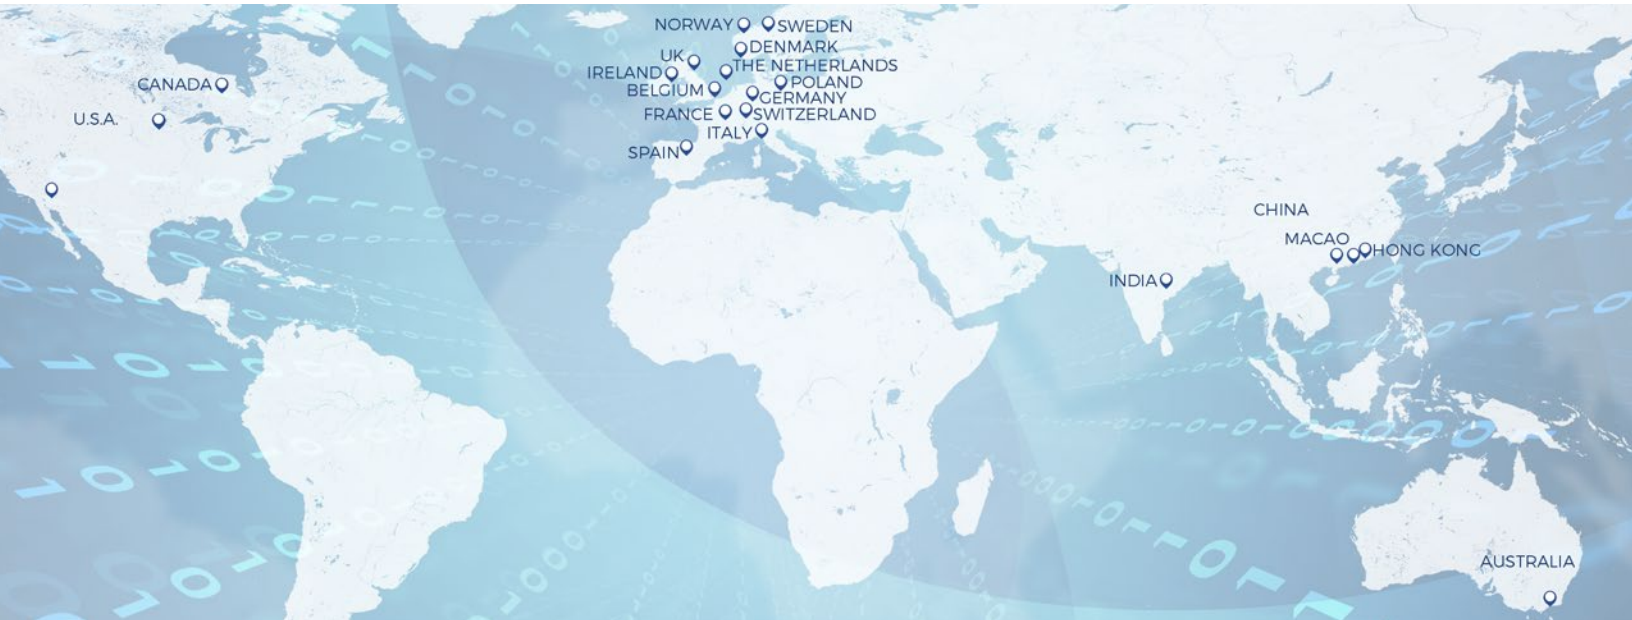 NORWAY
SWEDEN
DENMARK
UK
THE NETHERLANDS
IRELAND
POLAND
BELGIUM
GERMANY
FRANCE
SWITZERLAND
ITALY
SPAIN
CANADA
U.S.A.
CHINA
MACAO
HONG KONG
INDIA
AUSTRALIA